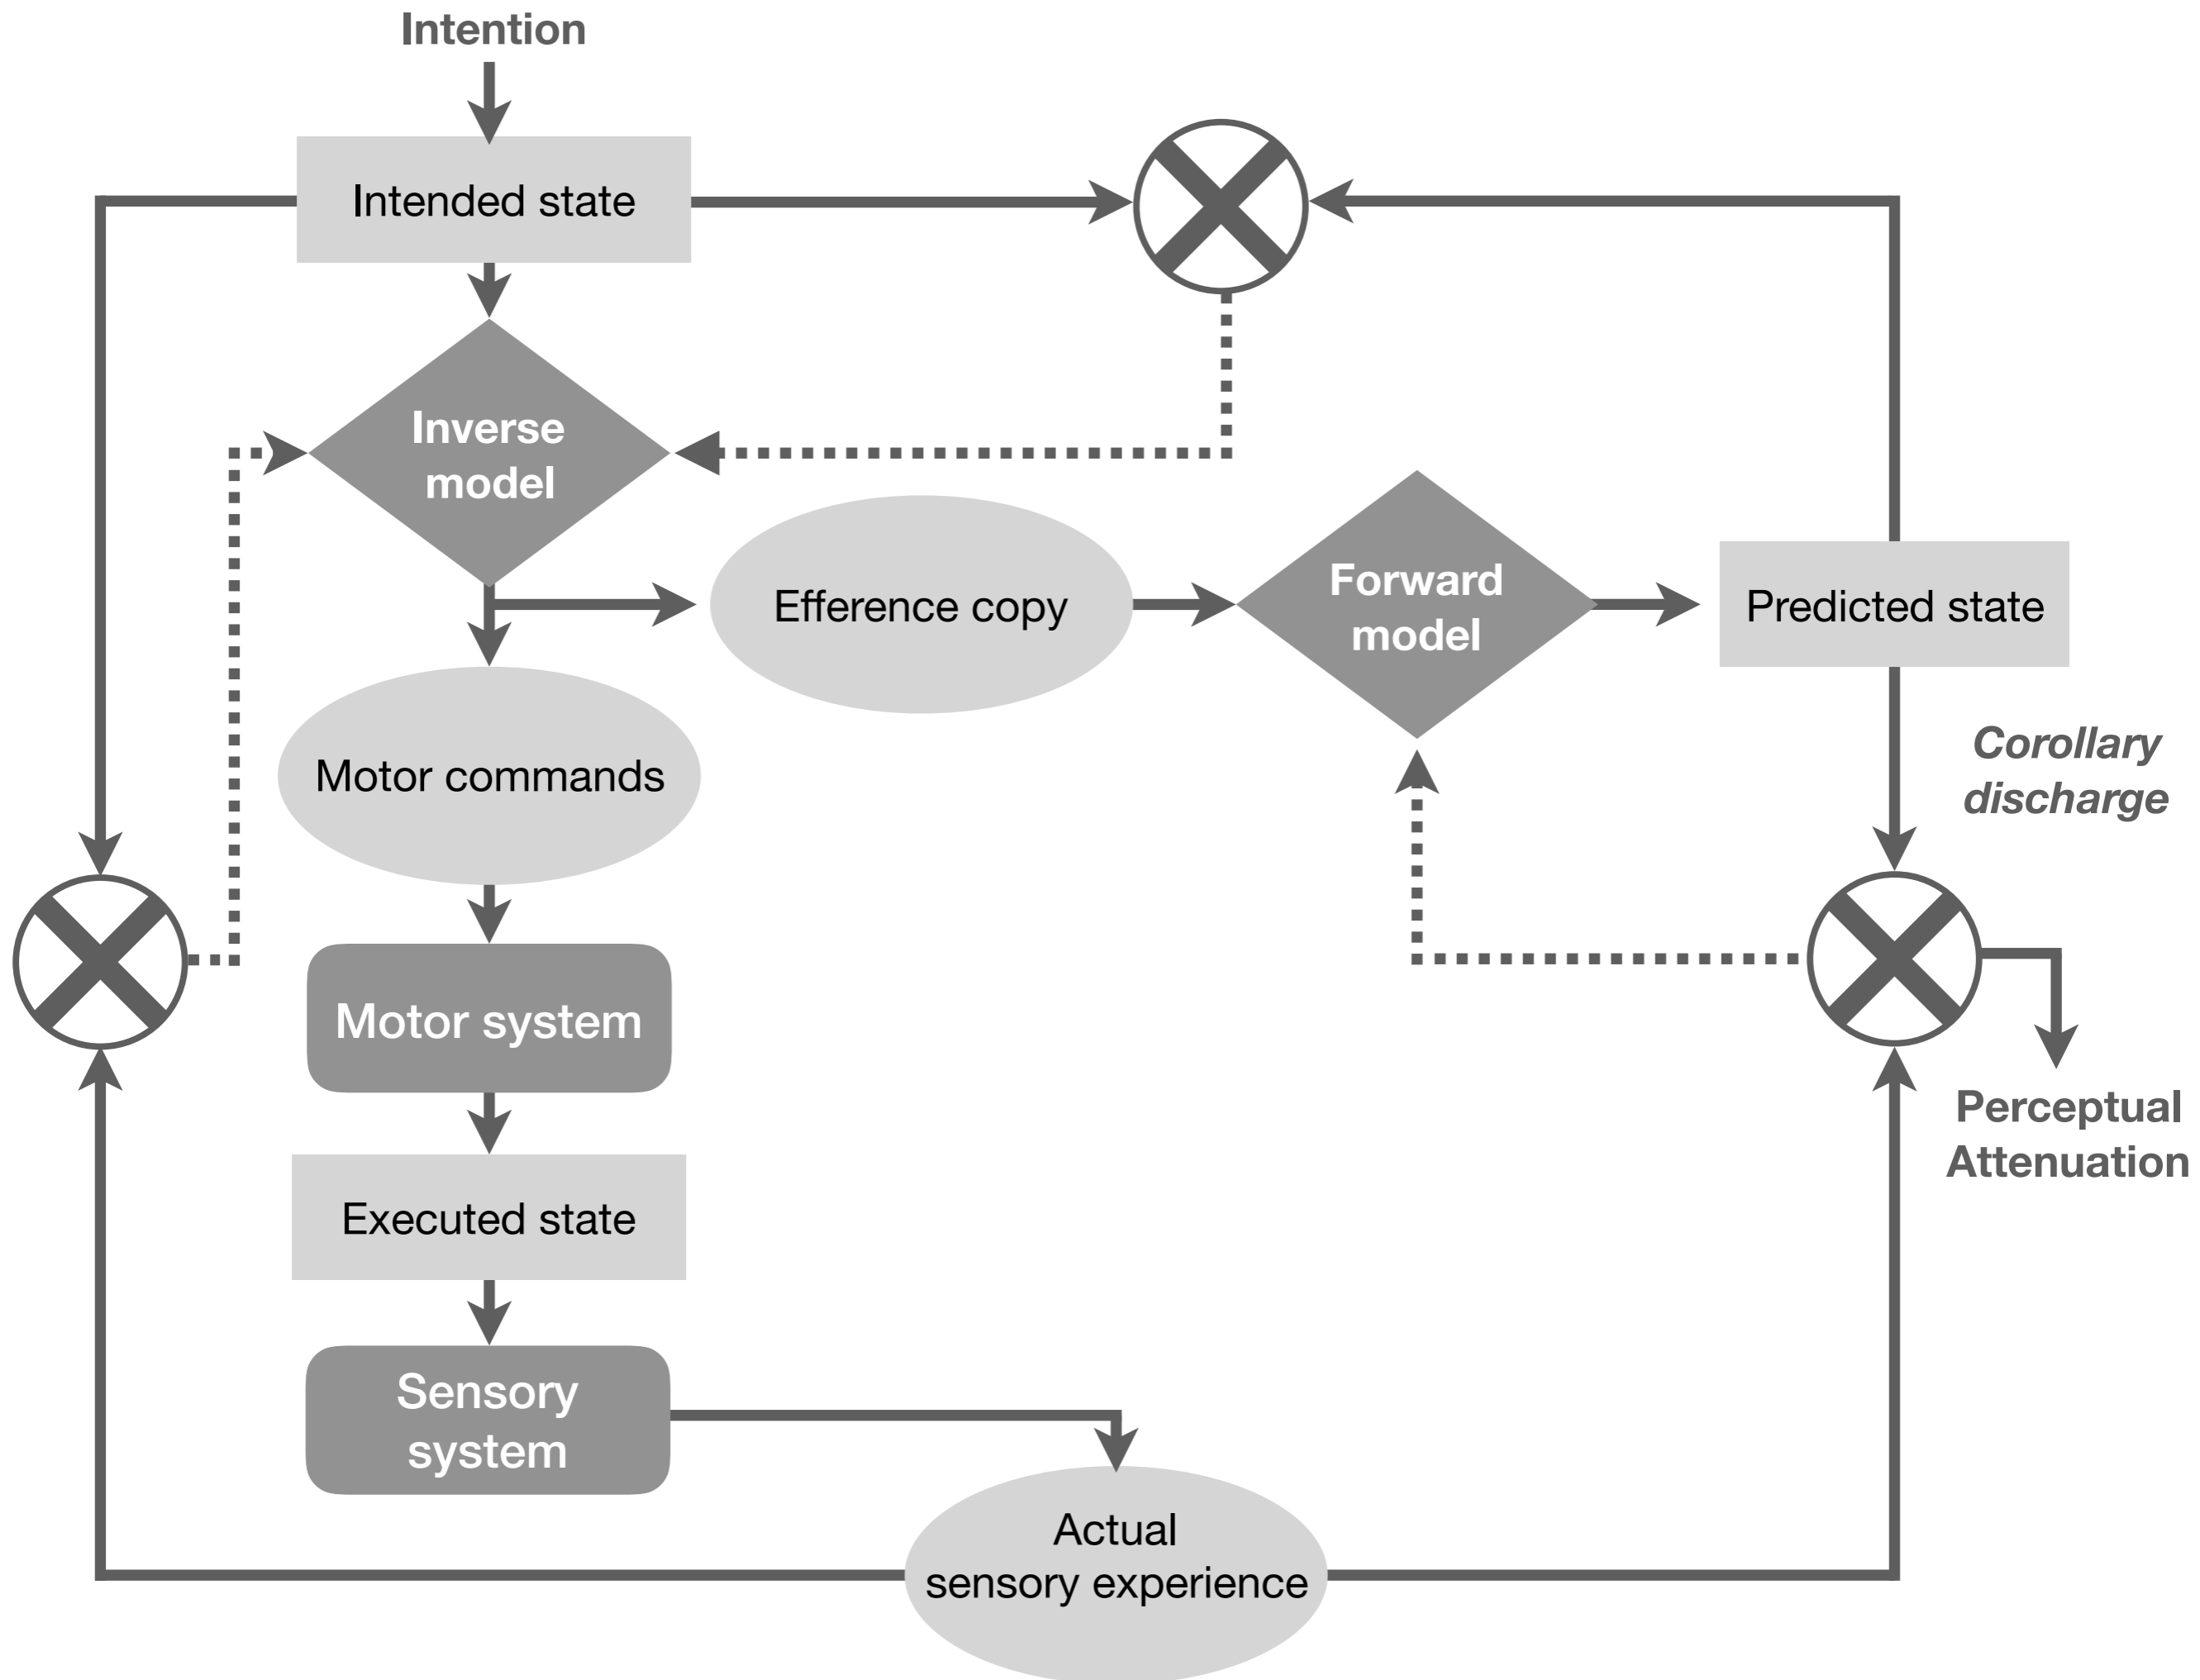 Intention
Intended state
Inverse
model
Efference copy
Forward
model
Predicted state
Corollary
discharge
Motor commands
Motor system
Perceptual
Attenuation
Executed state
Sensory
system
Actual
sensory experience